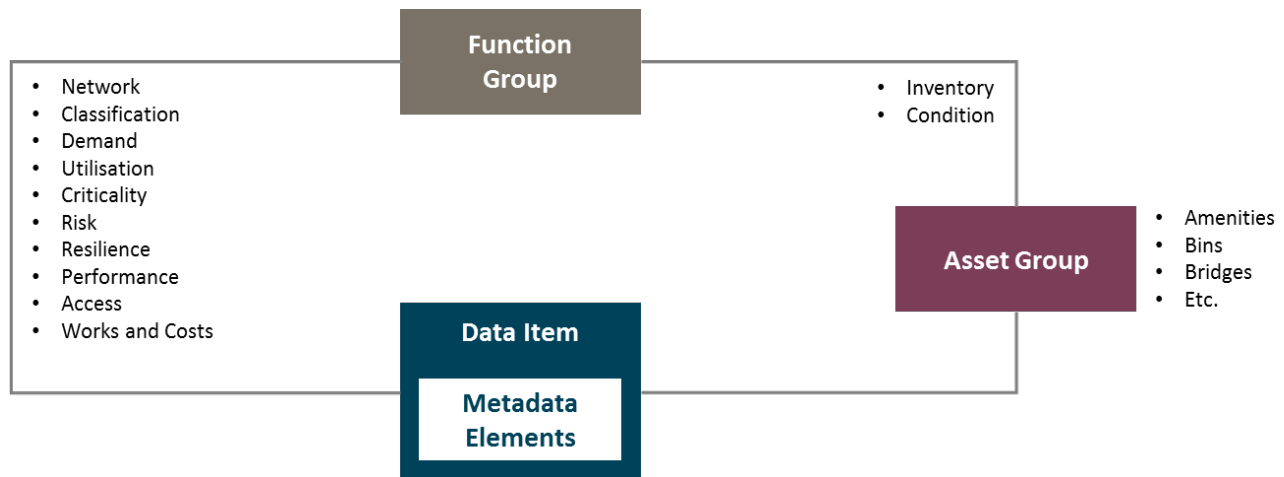 Function
Group
• Network
• Classification
• Demand
• Utilisation
• Criticality
• Risk
• Resilience
• Performance
• Access
• Works and Costs
• Inventory
• Condition
Asset Group
• Amenities
• Bins
• Bridges
• Etc.
Data Item
Metadata
Elements